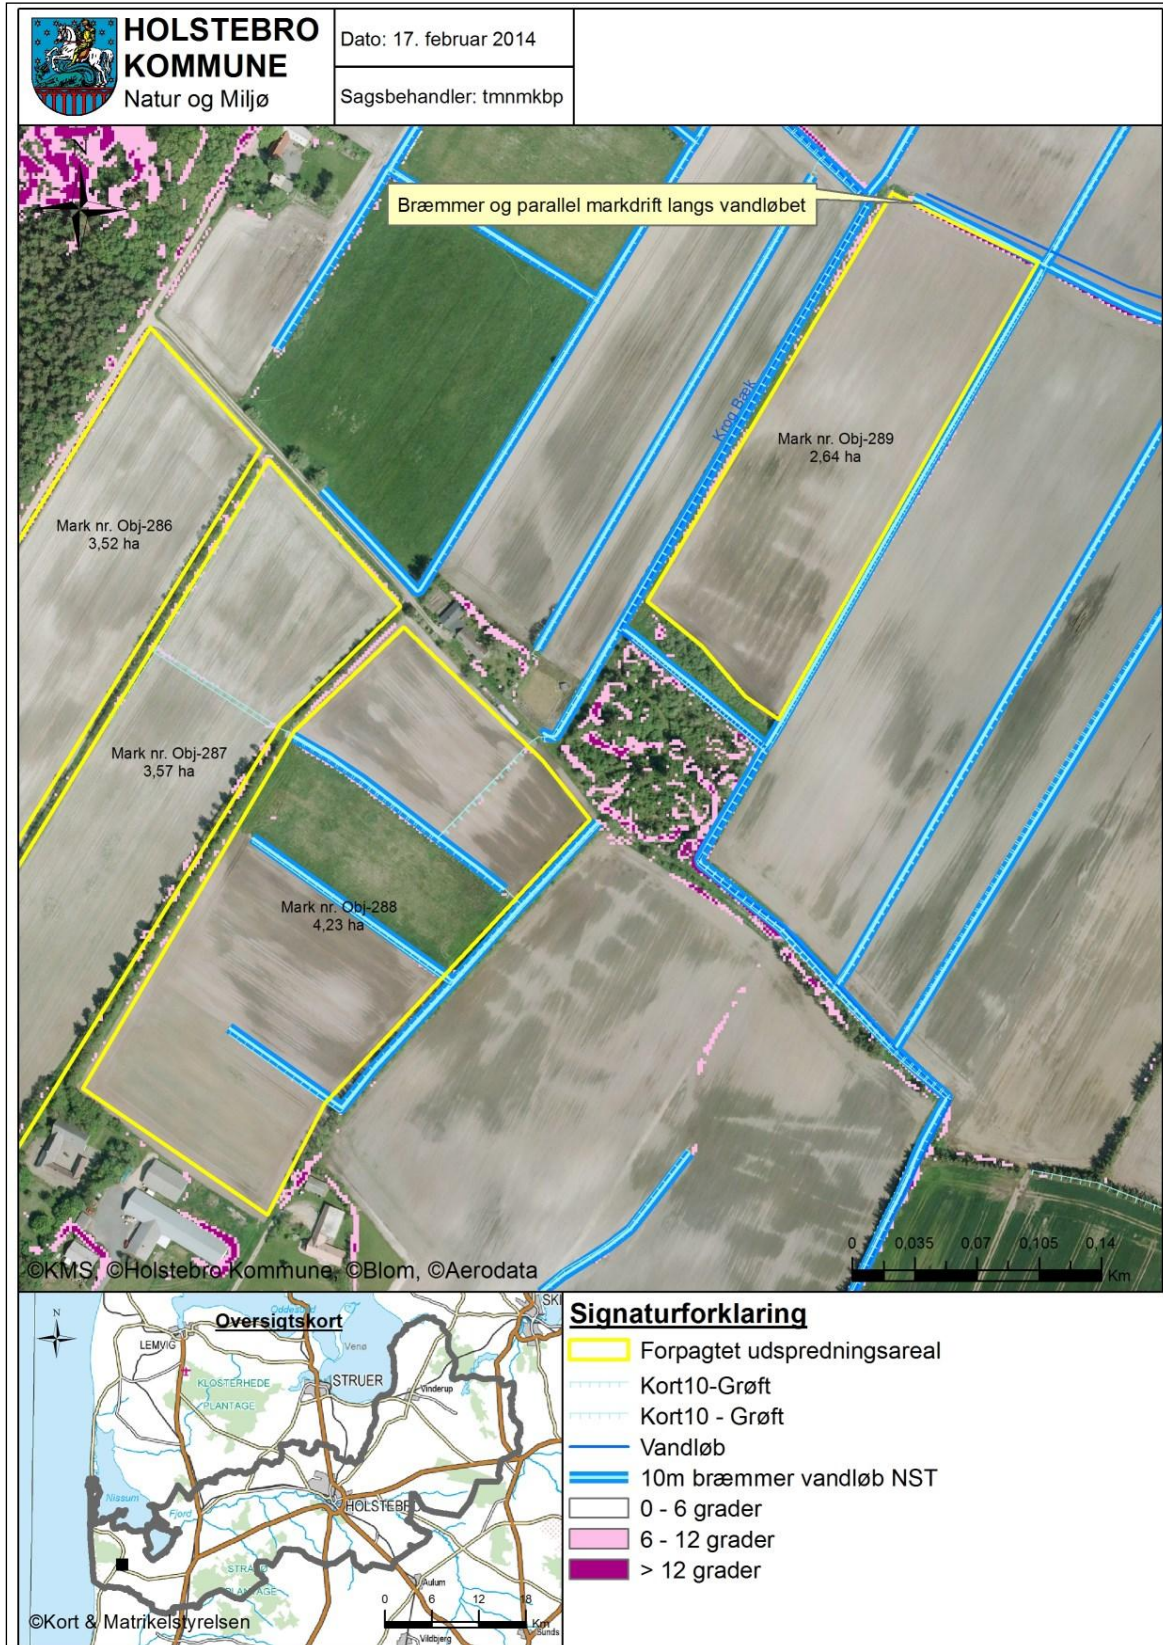 HOLSTEBRO
KOMMUNE
Natur og Miljø
Dato: 17. februar 2014
Sagsbehandler: tmnmkbp
N
Bræmmer og parallel markdrift langs vandløbet
Krog Bæk
Mark nr. Obj-289
2,64 ha
Mark nr. Obj-286
3,52 ha
Mark nr. Obj-287
3,57 ha
Mark nr. Obj-288
4,23 ha
0 0,035 0,07 0,105 0,14
Km
©KMS, ©Holstebro Kommune, ©Blom, ©Aerodata
Oversigtskort
N
Oddesund
SKI
LEMVIG
Venø
KLOSTERHEDE
PLANTAGE
STRUER
Vinderup
Nissum
Fjord
HOLSTEBRO
PLANTAGE
Aulum
0 6 12 18
Km
Vildbjerg
Sunds
©Kort & Matrikelstyrelsen
Signaturforklaring
Forpagtet udspredningsareal
Kort10-Grøft
Kort10 - Grøft
Vandløb
10m bræmmer vandløb NST
0 - 6 grader
6 - 12 grader
> 12 grader